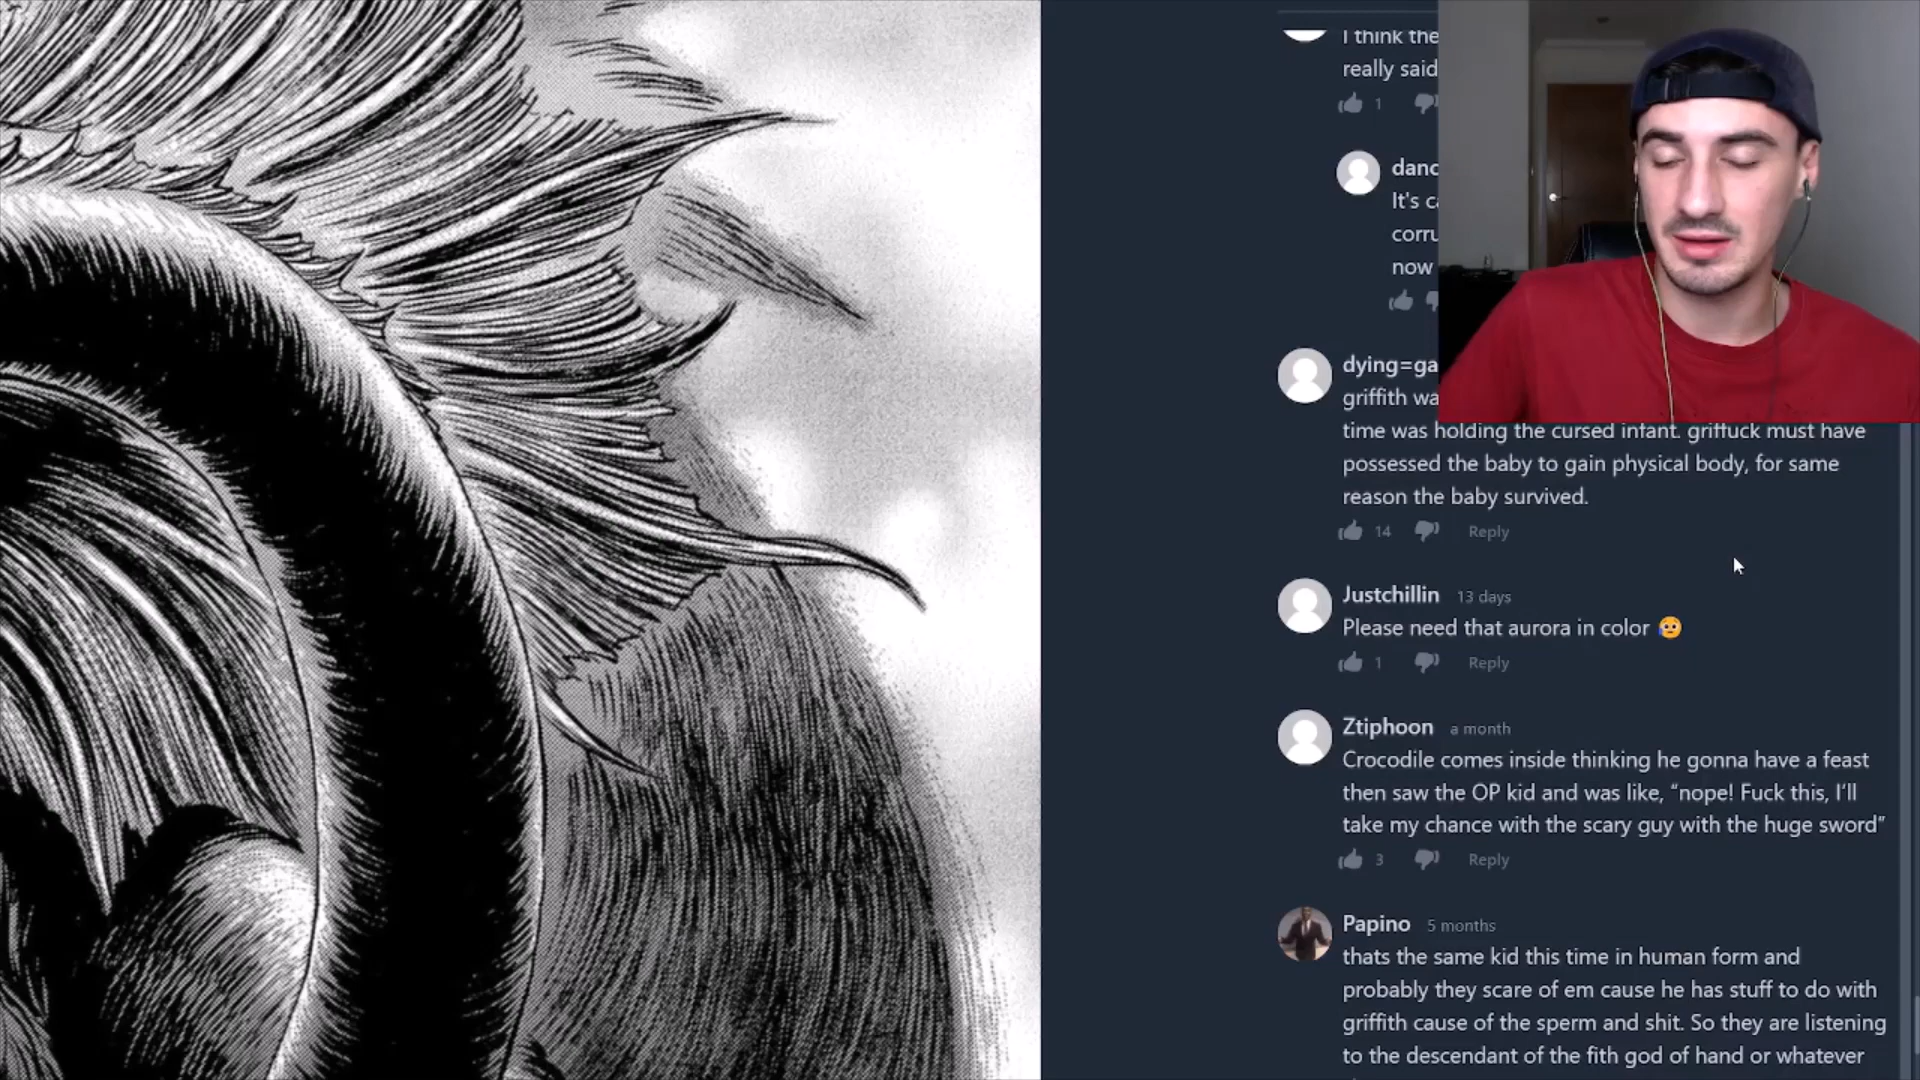 I think the
really said
1
danc
It's ca
corru
now
dying=ga
griffith wa
time was holding the cursed infant. griffuck must have
possessed the baby to gain physical body, for same
reason the baby survived.
14 Reply
Justchillin 13 days
Please need that aurora in color 😥
1 Reply
Ztiphoon a month
Crocodile comes inside thinking he gonna have a feast
then saw the OP kid and was like, “nope! Fuck this, I’ll
take my chance with the scary guy with the huge sword”
3 Reply
Papino 5 months
thats the same kid this time in human form and
probably they scare of em cause he has stuff to do with
griffith cause of the sperm and shit. So they are listening
to the descendant of the fith god of hand or whatever